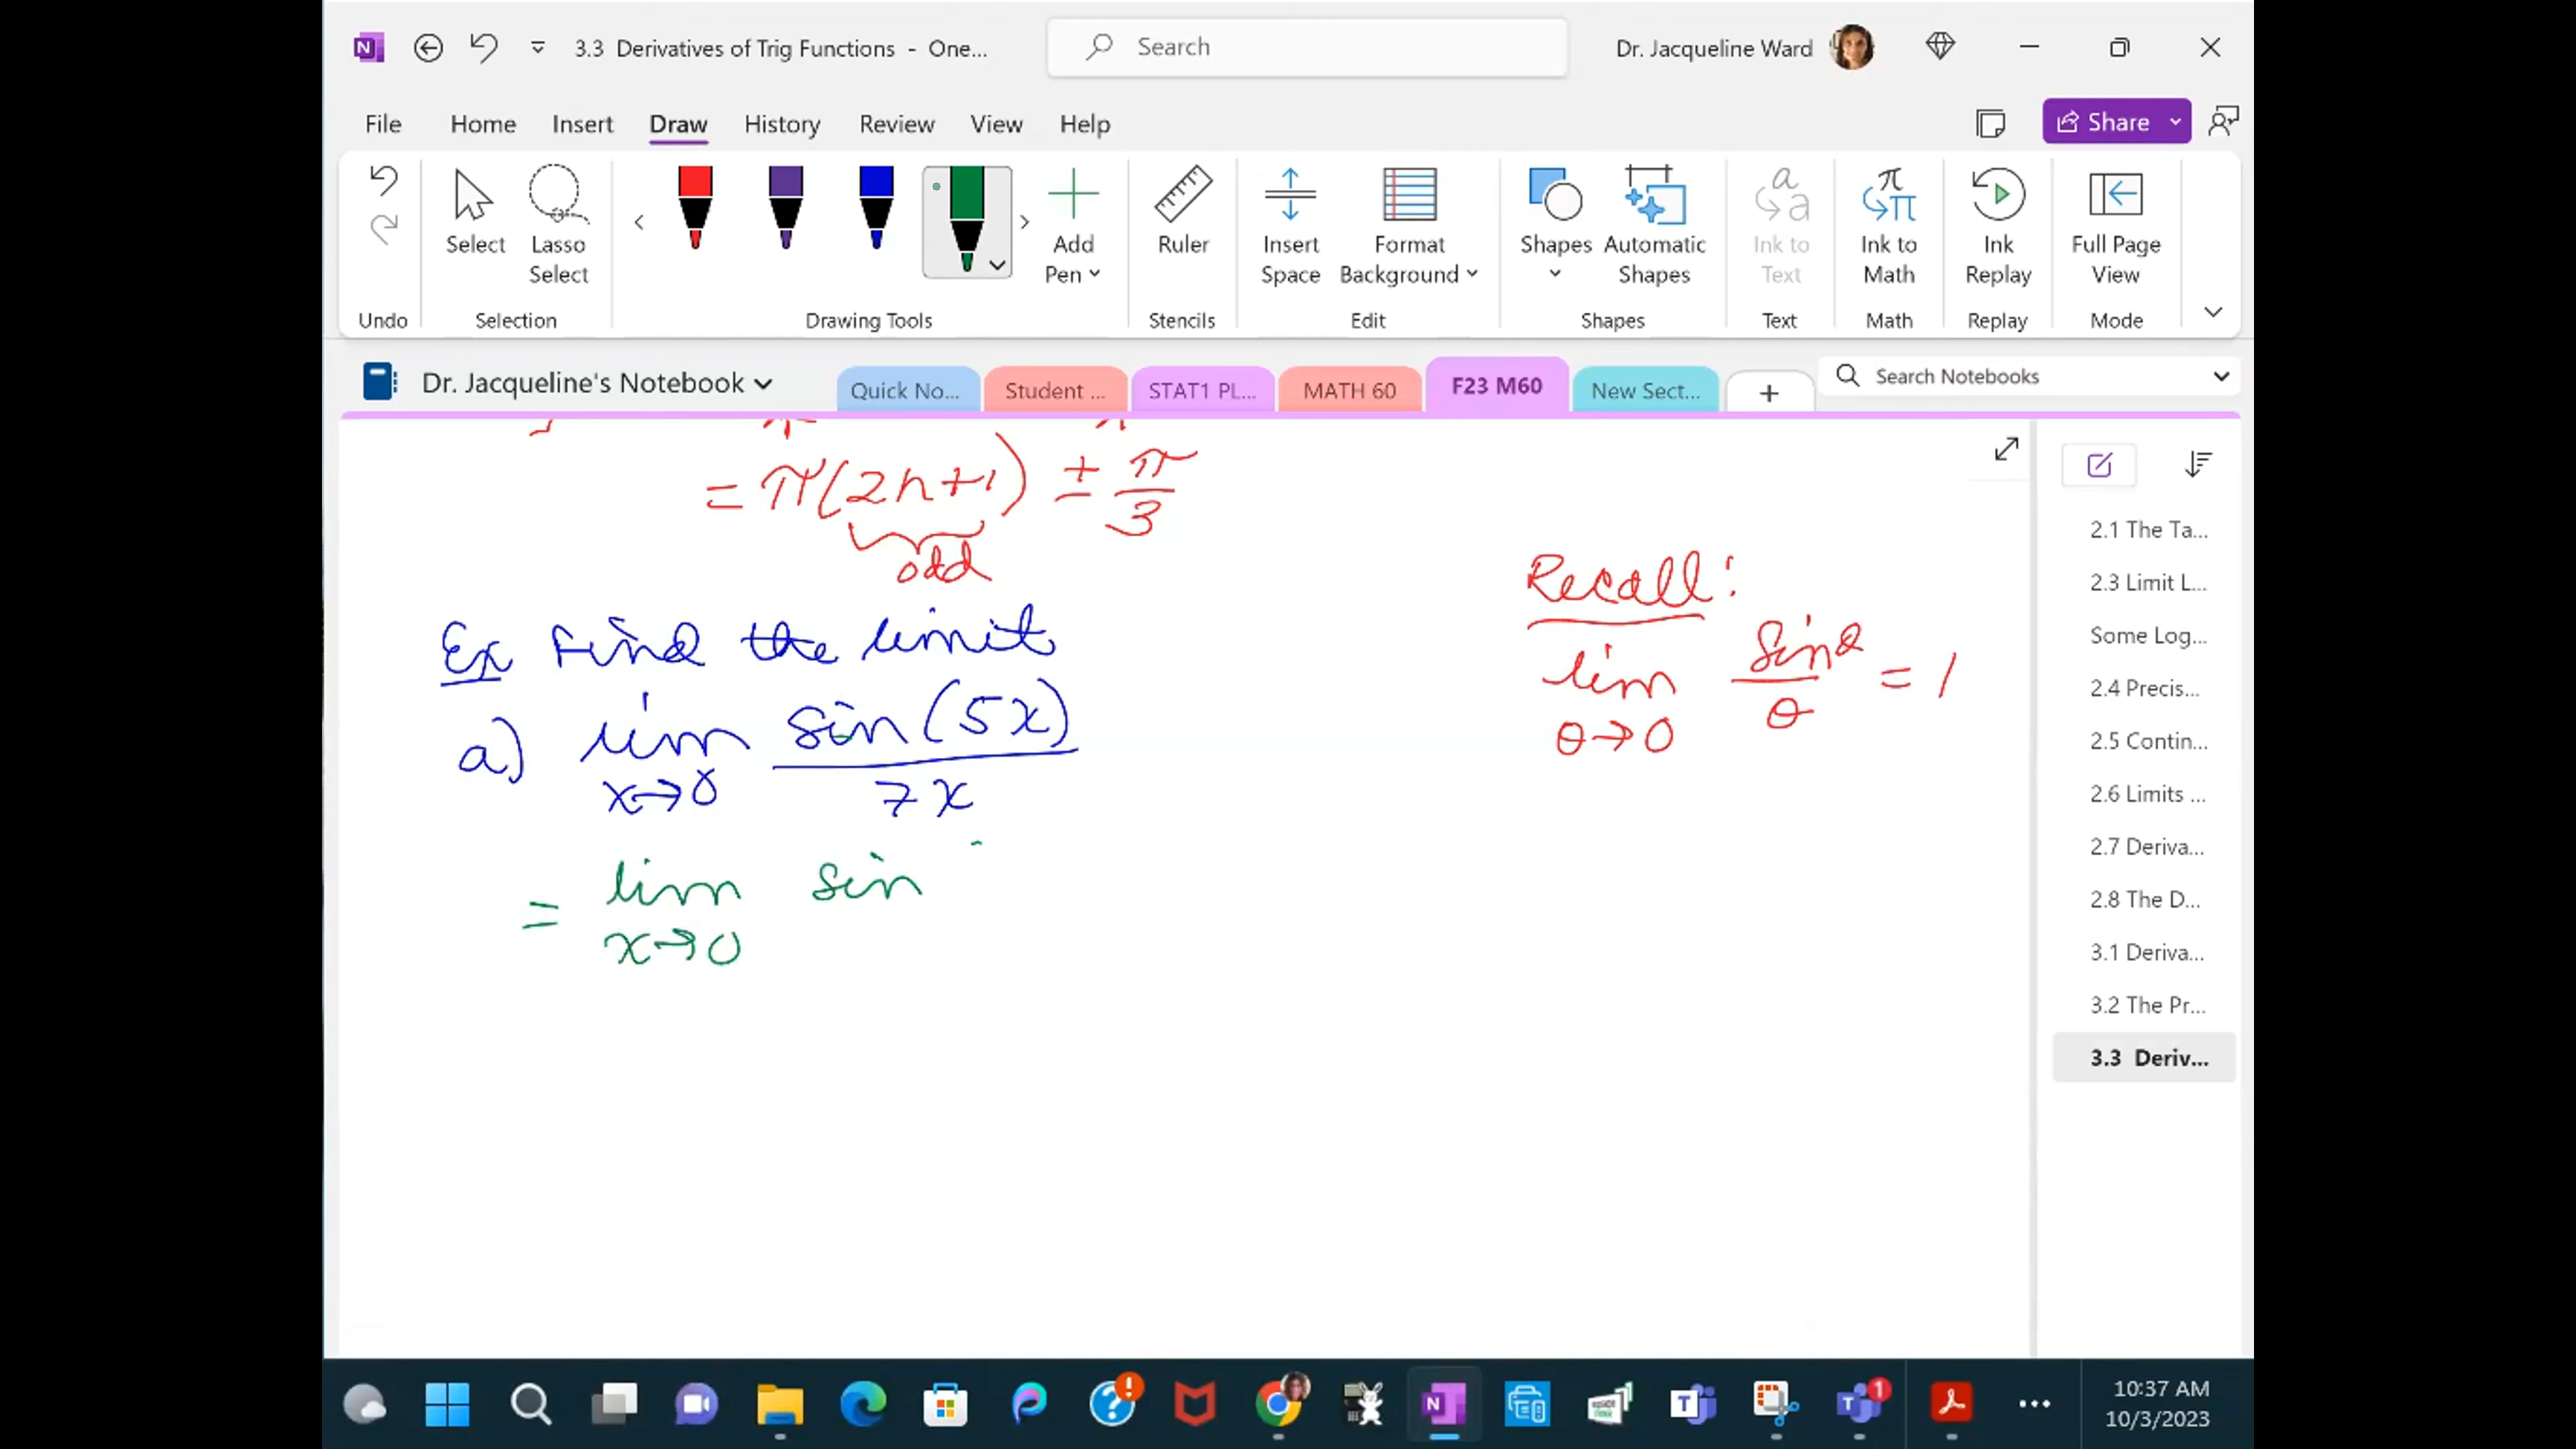 3.3 Derivatives of Trig Functions - One...
Search
Dr. Jacqueline Ward
File Home Insert Draw History Review View Help
Share
Select
Lasso Select
Add Pen
Ruler
Insert Space
Format Background
Shapes
Automatic Shapes
Ink to Text
Ink to Math
Ink Replay
Full Page View
Undo
Selection
Drawing Tools
Stencils
Edit
Shapes
Text
Math
Replay
Mode
Dr. Jacqueline's Notebook
Quick No...
Student ...
STAT1 PL...
MATH 60
F23 M60
New Sect...
+
Search Notebooks
= π(2n+1) ± π/3
odd
Recall:
lim θ→0 sinθ/θ = 1
Ex Find the limit
a) lim x→0 sin(5x)/7x
= lim x→0 sin
2.1 The Ta...
2.3 Limit L...
Some Log...
2.4 Precis...
2.5 Contin...
2.6 Limits ...
2.7 Deriva...
2.8 The D...
3.1 Deriva...
3.2 The Pr...
3.3 Deriv...
10:37 AM
10/3/2023